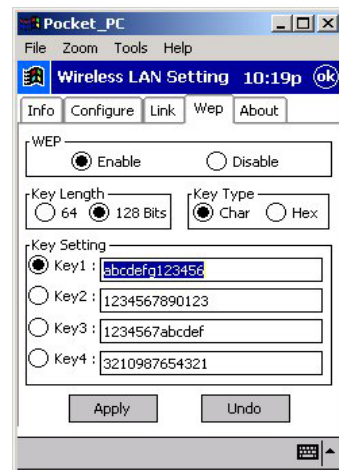 Pocket_PC
File Zoom Tools Help
Wireless LAN Setting 10:19p ok
Info Configure Link Wep About
WEP
Enable Disable
Key Length Key Type
64 128 Bits Char Hex
Key Setting
Key1 : abcdefg123456
Key2 : 1234567890123
Key3 : 1234567abcdef
Key4 : 3210987654321
Apply Undo